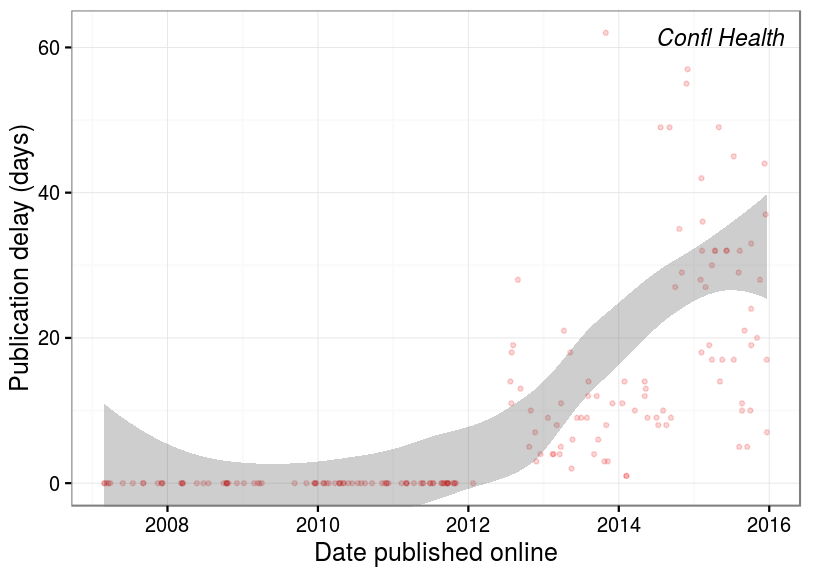 Confl Health
Publication delay (days)
60
40
20
0
2008 2010 2012 2014 2016
Date published online